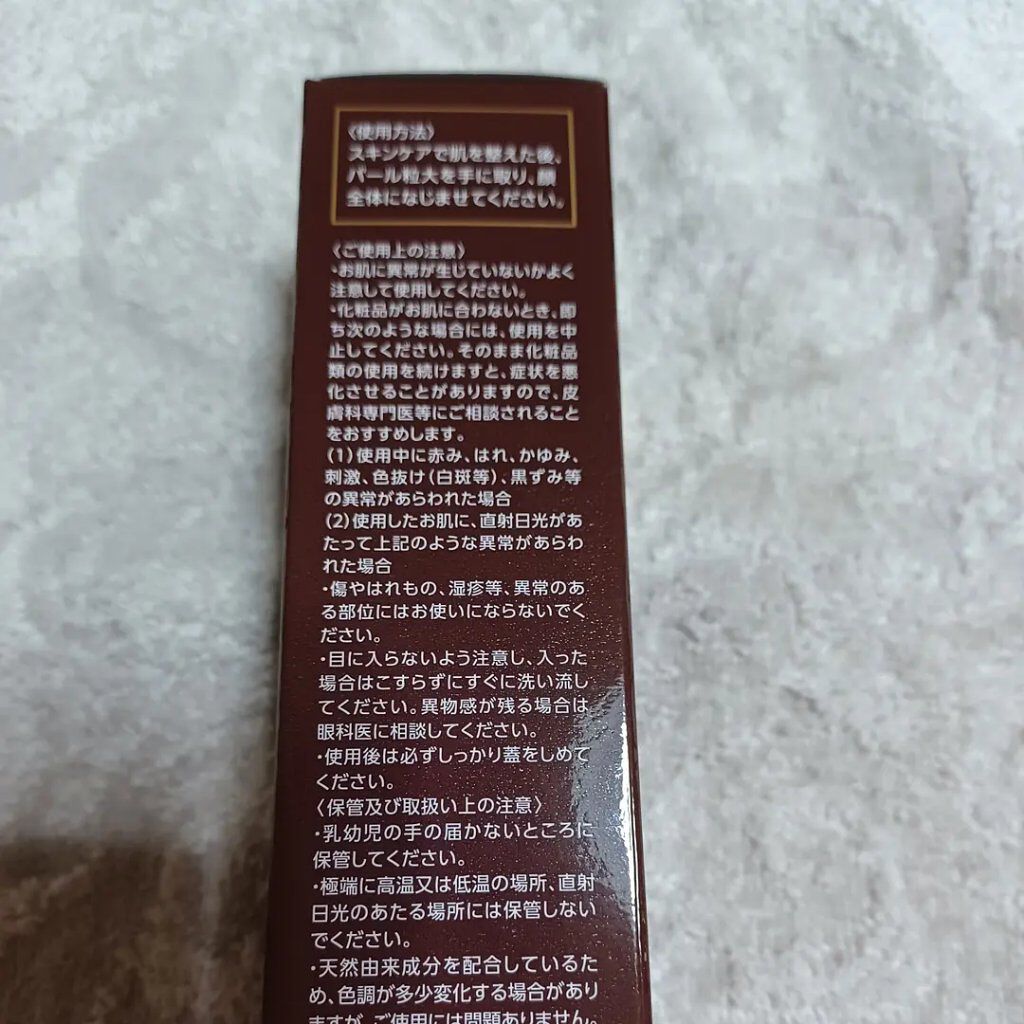 〈使用方法〉
スキンケアで肌を整えた後、
パール粒大を手に取り、顔
全体になじませてください。
〈ご使用上の注意〉
・お肌に異常が生じていないかよく
注意して使用してください。
・化粧品がお肌に合わないとき、即
ち次のような場合には、使用を中
止してください。そのまま化粧品
類の使用を続けますと、症状を悪
化させることがありますので、皮
膚科専門医等にご相談されること
をおすすめします。
(1)使用中に赤み、はれ、かゆみ、
刺激、色抜け(白斑等)、黒ずみ等
の異常があらわれた場合
(2)使用したお肌に、直射日光があ
たって上記のような異常があらわ
れた場合
・傷やはれもの、湿疹等、異常のあ
る部位にはお使いにならないでく
ださい。
・目に入らないよう注意し、入った
場合はこすらずにすぐに洗い流し
てください。異物感が残る場合は
眼科医に相談してください。
・使用後は必ずしっかり蓋をしめて
ください。
〈保管及び取扱い上の注意〉
・乳幼児の手の届かないところに
保管してください。
・極端に高温又は低温の場所、直射
日光のあたる場所には保管しない
でください。
・天然由来成分を配合しているた
め、色調が多少変化する場合があり
ますが、ご使用には問題ありません。